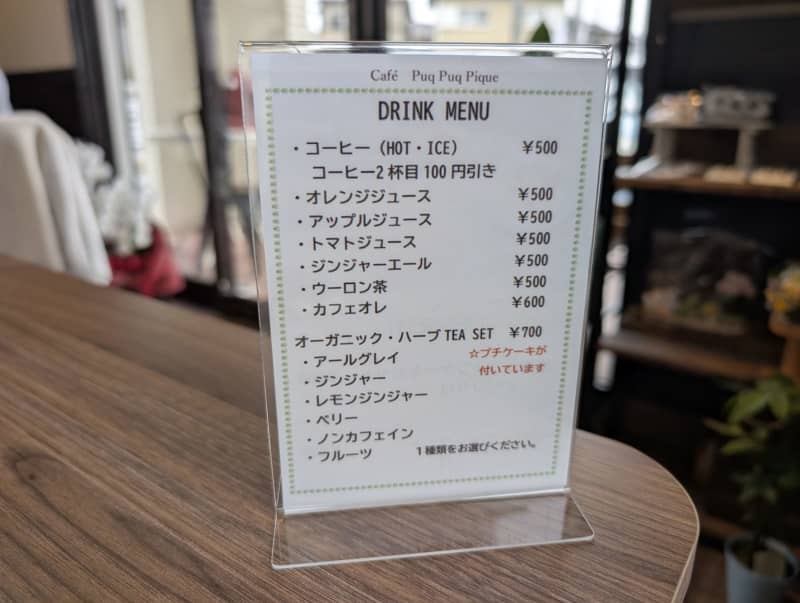 Café Puq Puq Pique
DRINK MENU
・コーヒー（HOT・ICE） ￥500
コーヒー2杯目100円引き
・オレンジジュース ￥500
・アップルジュース ￥500
・トマトジュース ￥500
・ジンジャーエール ￥500
・ウーロン茶 ￥500
・カフェオレ ￥600
オーガニック・ハーブTEA SET ￥700
・アールグレイ ☆プチケーキが
・ジンジャー 付いています
・レモンジンジャー
・ベリー
・ノンカフェイン
・フルーツ 1種類をお選びください。